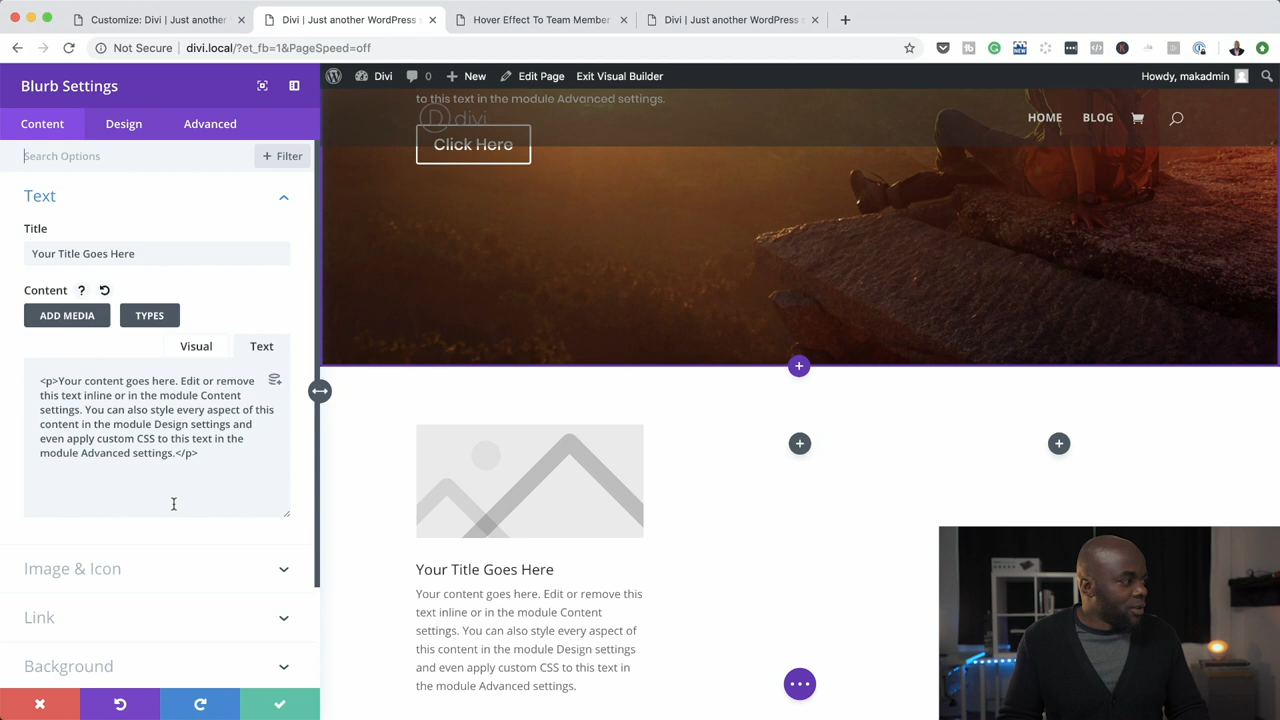 Customize: Divi | Just another
Divi | Just another WordPress s
Hover Effect To Team Member
Divi | Just another WordPress s
Not Secure | divi.local/?et_fb=1&PageSpeed=off
Divi
0
New
Edit Page
Exit Visual Builder
Howdy, makadmin
Blurb Settings
Content
Design
Advanced
Search Options
+ Filter
Text
Title
Your Title Goes Here
Content ?
ADD MEDIA
TYPES
Visual
Text
<p>Your content goes here. Edit or remove
this text inline or in the module Content
settings. You can also style every aspect of this
content in the module Design settings and
even apply custom CSS to this text in the
module Advanced settings.</p>
Image & Icon
Link
Background
to this text in the module Advanced settings.
D divi
HOME
BLOG
Click Here
Your Title Goes Here
Your content goes here. Edit or remove this
text inline or in the module Content
settings. You can also style every aspect of
this content in the module Design settings
and even apply custom CSS to this text in
the module Advanced settings.